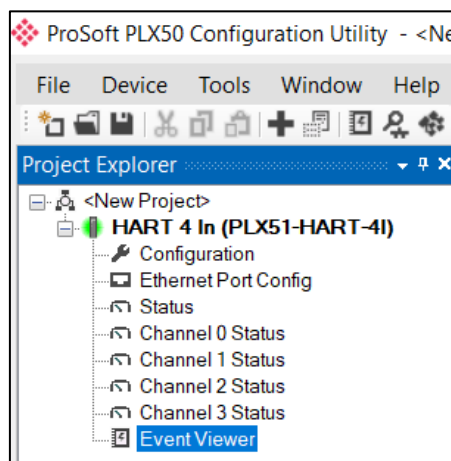 ProSoft PLX50 Configuration Utility - <Ne
File Device Tools Window Help
Project Explorer
<New Project>
HART 4 In (PLX51-HART-4I)
Configuration
Ethernet Port Config
Status
Channel 0 Status
Channel 1 Status
Channel 2 Status
Channel 3 Status
Event Viewer